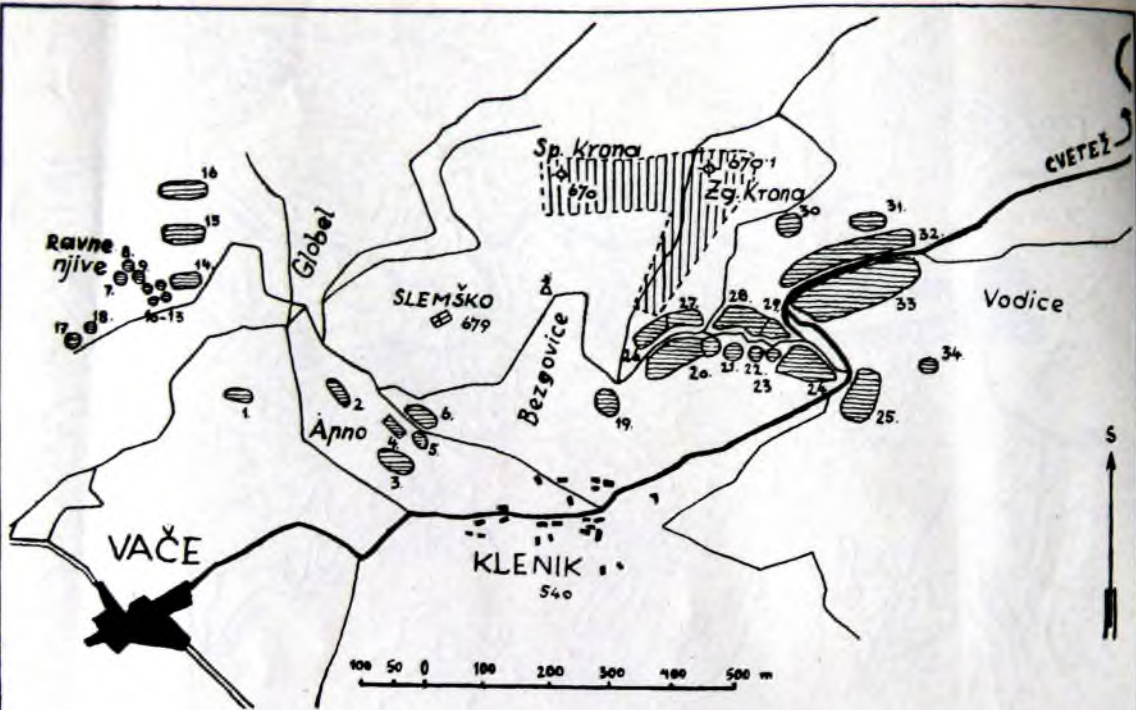 CVETEŽ
Sp. Krona
670
670·1
Zg. Krona
16
15
14.
Ravne
njive
8.
9.
7.
10-13
18.
17
Globel
SLEMŠKO
679
Bezgovice
30
31.
32.
33
Vodice
27.
28.
29.
26
20.
21.
22.
23
24.
34.
25.
19.
1.
2
Apno
6.
4.
5.
3.
S
VAČE
KLENIK
540
100 50 0 100 200 300 400 500 m